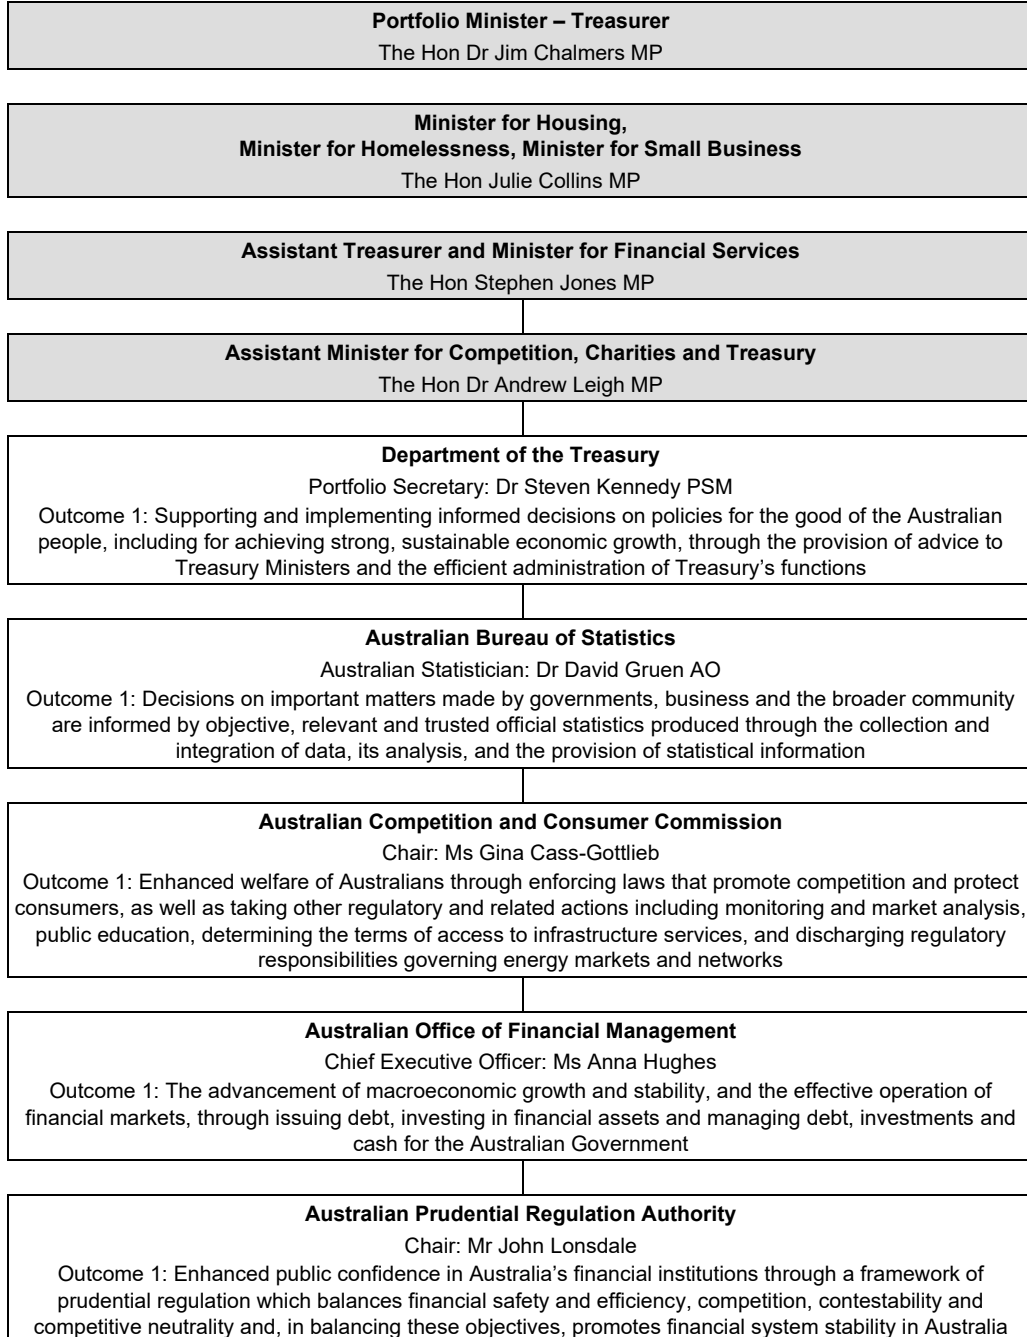 Portfolio Minister – Treasurer
The Hon Dr Jim Chalmers MP
Minister for Housing,
Minister for Homelessness, Minister for Small Business
The Hon Julie Collins MP
Assistant Treasurer and Minister for Financial Services
The Hon Stephen Jones MP
Assistant Minister for Competition, Charities and Treasury
The Hon Dr Andrew Leigh MP
Department of the Treasury
Portfolio Secretary: Dr Steven Kennedy PSM
Outcome 1: Supporting and implementing informed decisions on policies for the good of the Australian
people, including for achieving strong, sustainable economic growth, through the provision of advice to
Treasury Ministers and the efficient administration of Treasury’s functions
Australian Bureau of Statistics
Australian Statistician: Dr David Gruen AO
Outcome 1: Decisions on important matters made by governments, business and the broader community
are informed by objective, relevant and trusted official statistics produced through the collection and
integration of data, its analysis, and the provision of statistical information
Australian Competition and Consumer Commission
Chair: Ms Gina Cass-Gottlieb
Outcome 1: Enhanced welfare of Australians through enforcing laws that promote competition and protect
consumers, as well as taking other regulatory and related actions including monitoring and market analysis,
public education, determining the terms of access to infrastructure services, and discharging regulatory
responsibilities governing energy markets and networks
Australian Office of Financial Management
Chief Executive Officer: Ms Anna Hughes
Outcome 1: The advancement of macroeconomic growth and stability, and the effective operation of
financial markets, through issuing debt, investing in financial assets and managing debt, investments and
cash for the Australian Government
Australian Prudential Regulation Authority
Chair: Mr John Lonsdale
Outcome 1: Enhanced public confidence in Australia’s financial institutions through a framework of
prudential regulation which balances financial safety and efficiency, competition, contestability and
competitive neutrality and, in balancing these objectives, promotes financial system stability in Australia